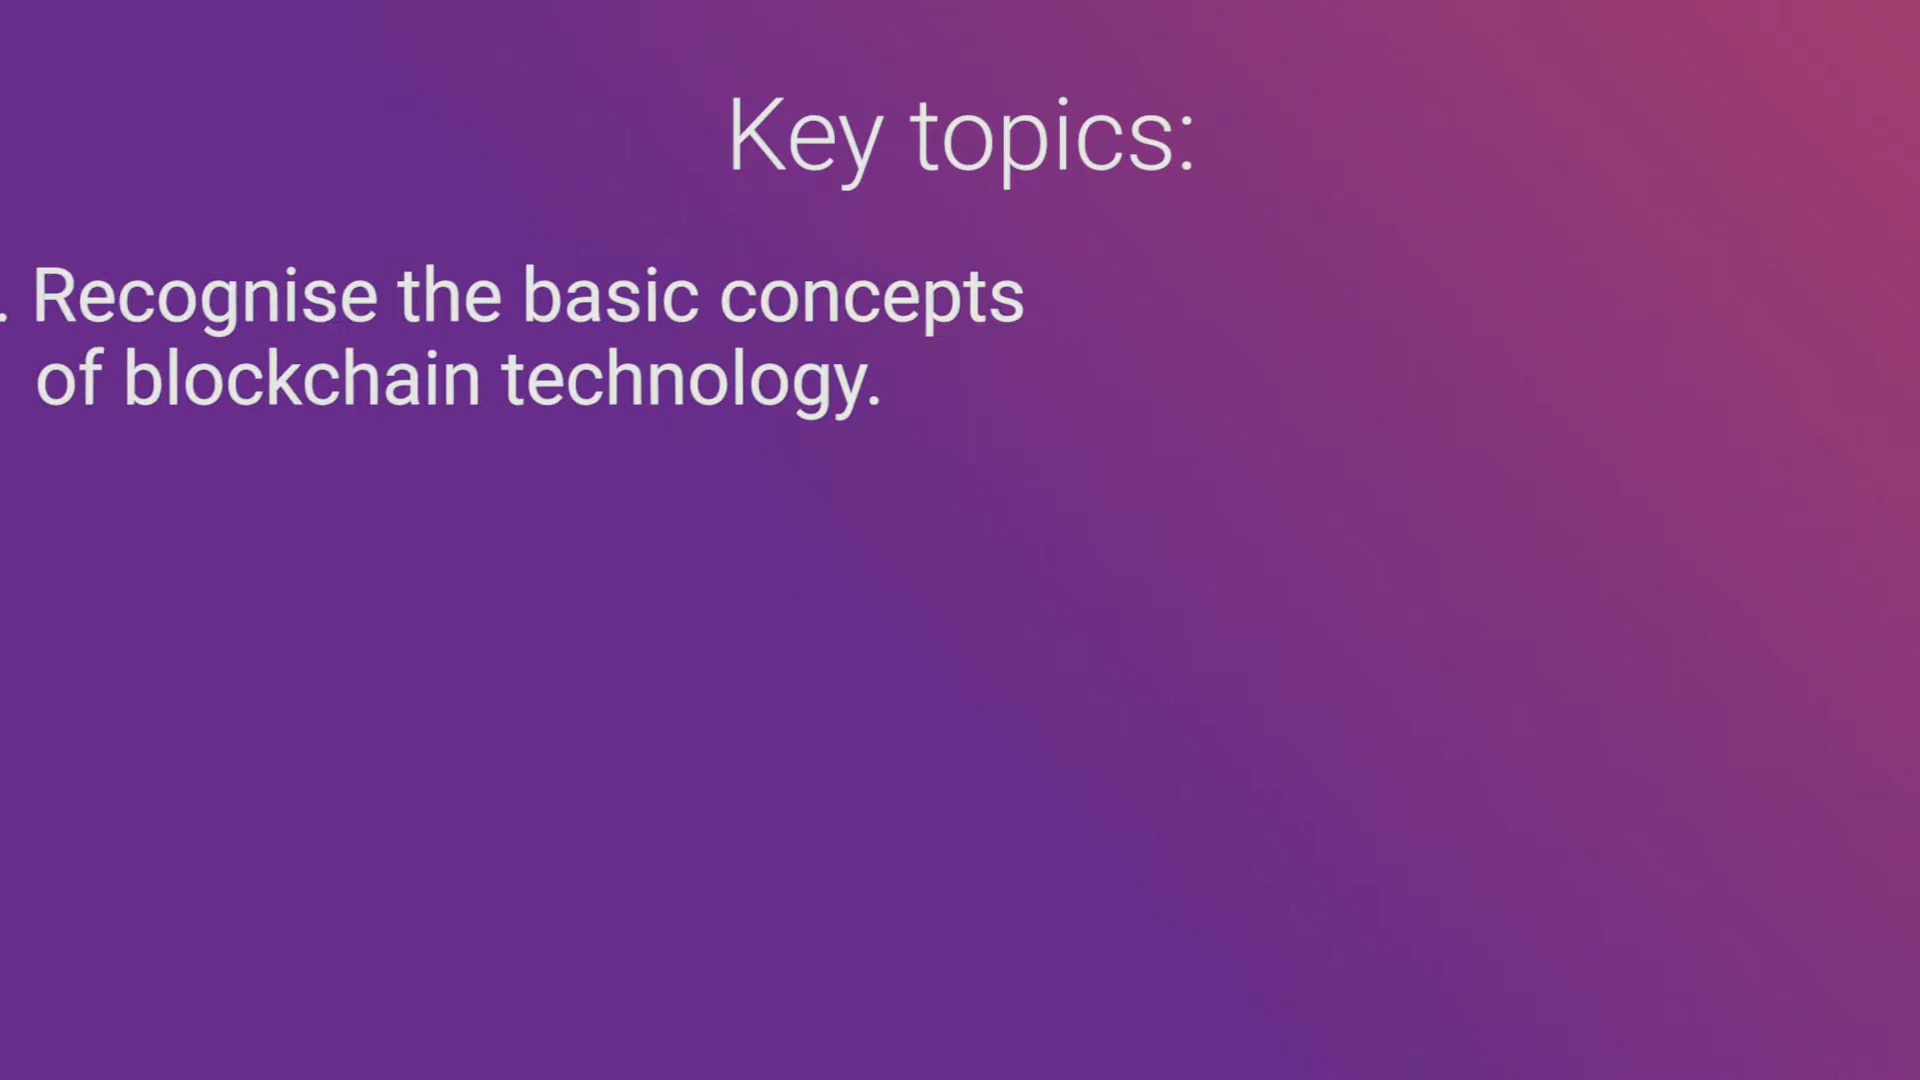 Key topics:
. Recognise the basic concepts
of blockchain technology.